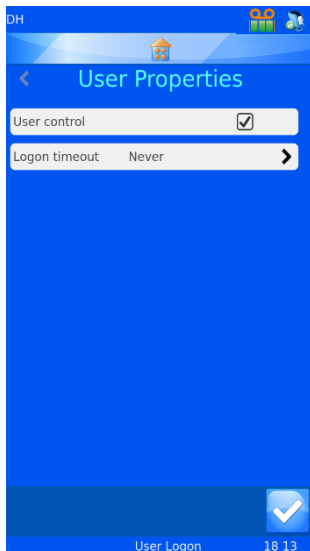 DH
User Properties
User control
Logon timeout Never
User Logon 18 13